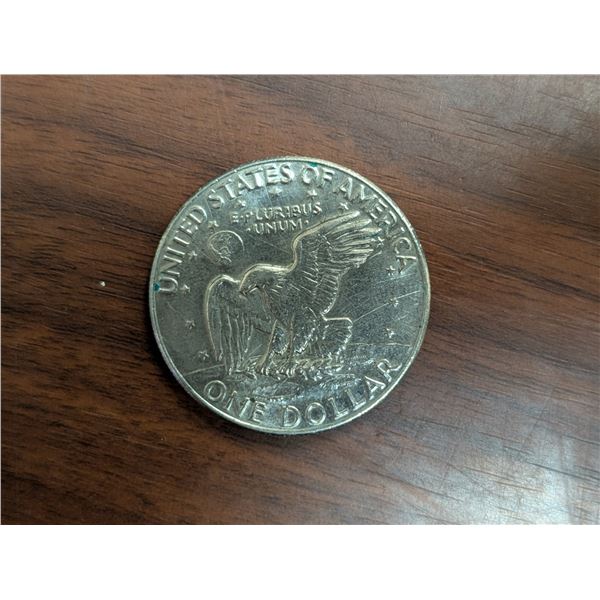 UNITED STATES OF AMERICA
E·PLURIBUS
·UNUM·
ONE DOLLAR